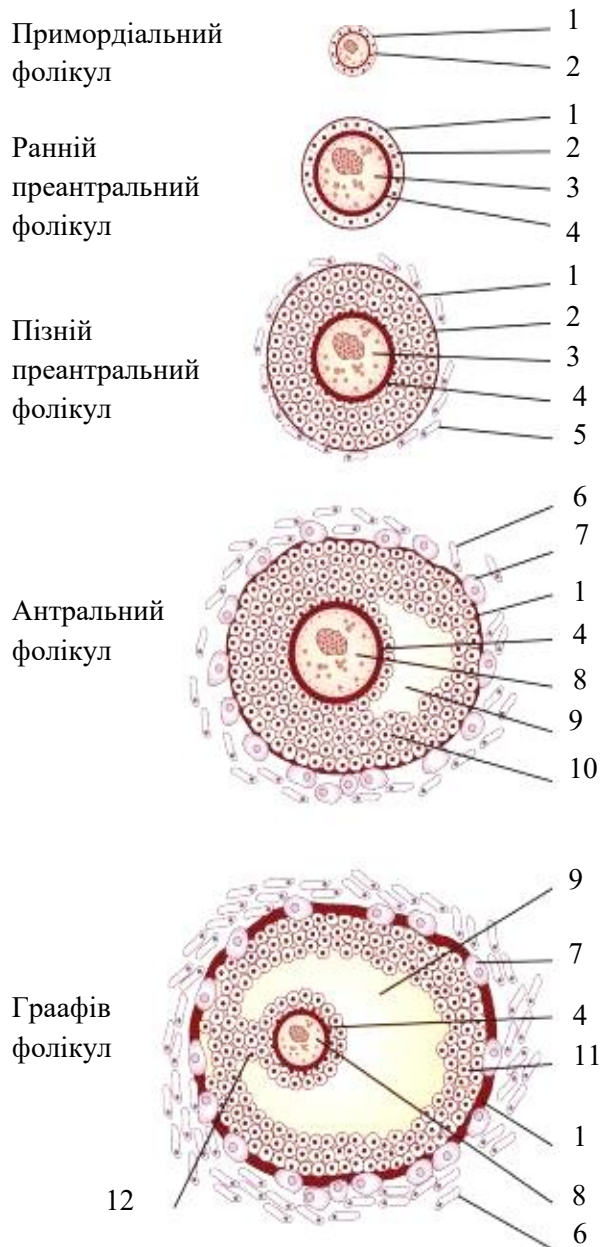 Примордіальний
фолікул
1
2
Ранній
преантральний
фолікул
1
2
3
4
Пізній
преантральний
фолікул
1
2
3
4
5
Антральний
фолікул
6
7
1
4
8
9
10
Граафів
фолікул
9
7
4
11
1
8
6
12